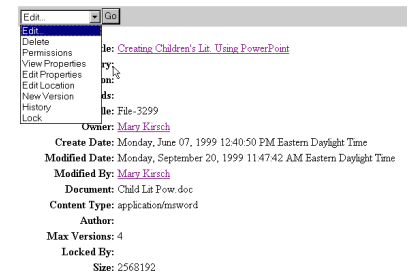 Edit... Go
Edit...
Delete
Permissions
View Properties
Edit Properties
Edit Location
New Version
History
Lock
le: Creating Children's Lit. Using PowerPoint
ry:
on:
ds:
lle: File-3299
Owner: Mary Kirsch
Create Date: Monday, June 07, 1999 12:40:50 PM Eastern Daylight Time
Modified Date: Monday, September 20, 1999 11:47:42 AM Eastern Daylight Time
Modified By: Mary Kirsch
Document: Child Lit Pow.doc
Content Type: application/msword
Author:
Max Versions: 4
Locked By:
Size: 2568192